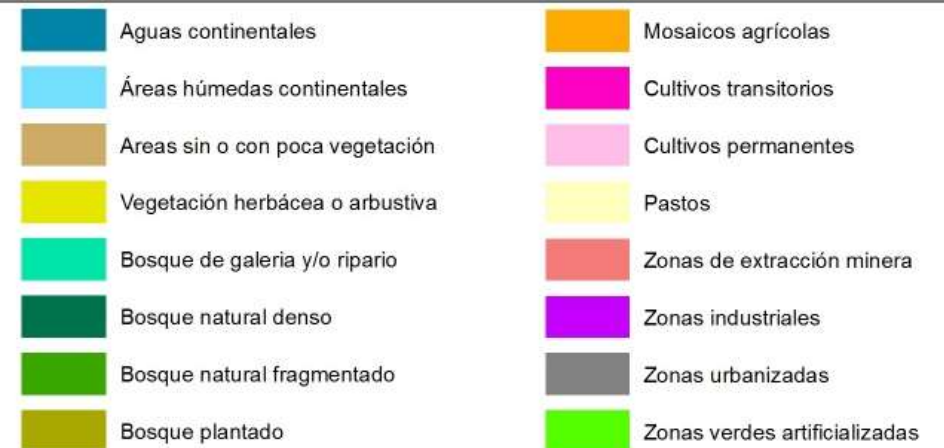 Aguas continentales
Áreas húmedas continentales
Areas sin o con poca vegetación
Vegetación herbácea o arbustiva
Bosque de galeria y/o ripario
Bosque natural denso
Bosque natural fragmentado
Bosque plantado
Mosaicos agrícolas
Cultivos transitorios
Cultivos permanentes
Pastos
Zonas de extracción minera
Zonas industriales
Zonas urbanizadas
Zonas verdes artificializadas